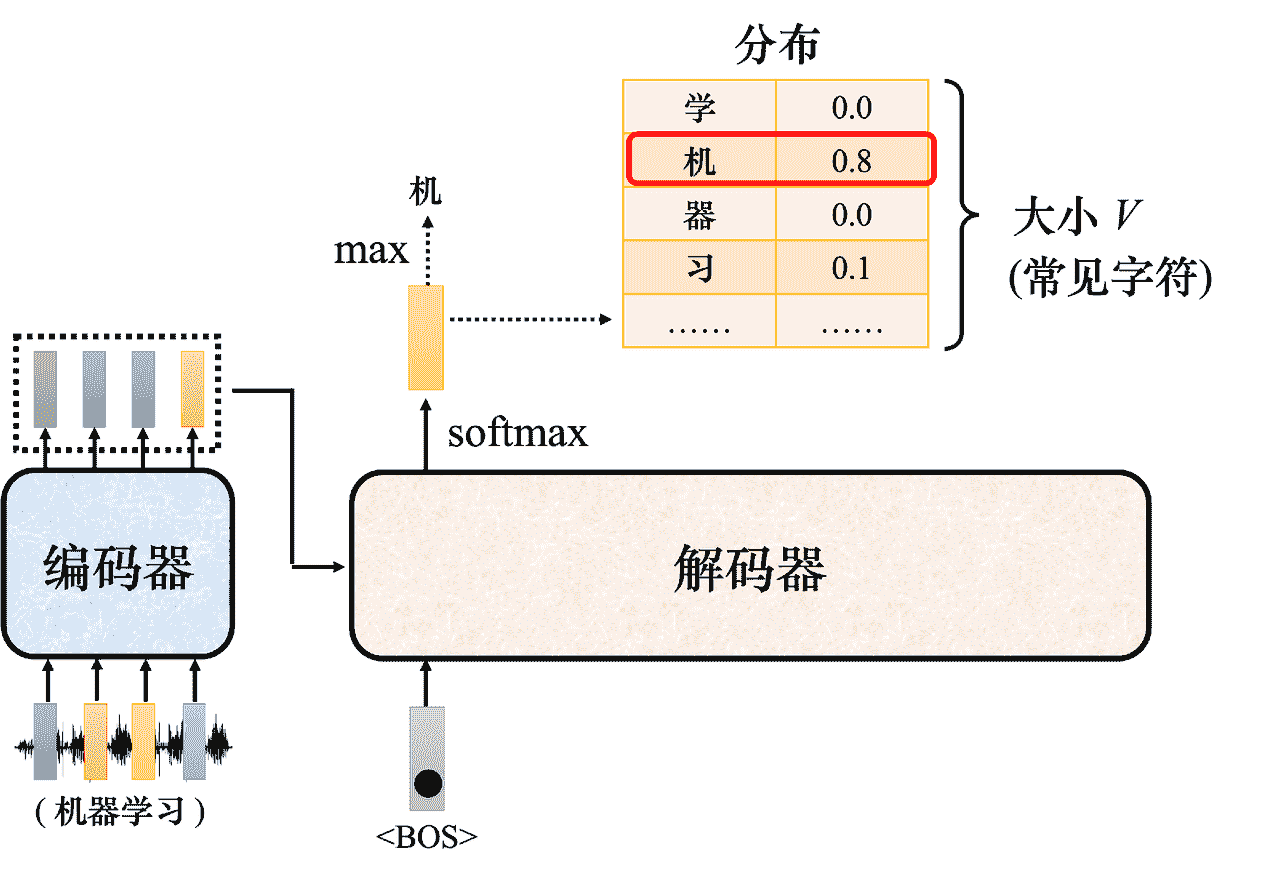 分布
学 0.0
机 0.8
器 0.0
习 0.1
…… ……
大小 V
(常见字符)
机
max
softmax
编码器
解码器
( 机器学习 )
<BOS>